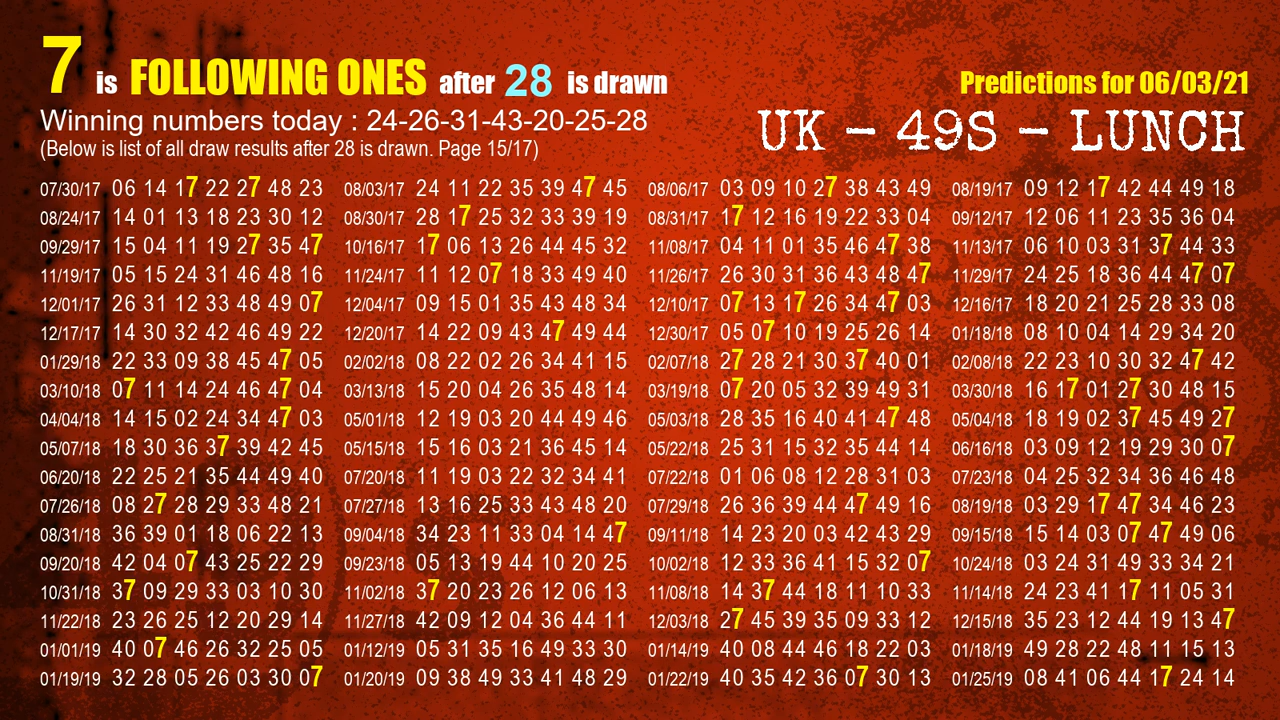 7 is FOLLOWING ONES after 28 is drawn
Predictions for 06/03/21
Winning numbers today : 24-26-31-43-20-25-28
UK - 49S - LUNCH
(Below is list of all draw results after 28 is drawn. Page 15/17)
07/30/17 06 14 17 22 27 48 23 08/03/17 24 11 22 35 39 47 45 08/06/17 03 09 10 27 38 43 49 08/19/17 09 12 17 42 44 49 18
08/24/17 14 01 13 18 23 30 12 08/30/17 28 17 25 32 33 39 19 08/31/17 17 12 16 19 22 33 04 09/12/17 12 06 11 23 35 36 04
09/29/17 15 04 11 19 27 35 47 10/16/17 17 06 13 26 44 45 32 11/08/17 04 11 01 35 46 47 38 11/13/17 06 10 03 31 37 44 33
11/19/17 05 15 24 31 46 48 16 11/24/17 11 12 07 18 33 49 40 11/26/17 26 30 31 36 43 48 47 11/29/17 24 25 18 36 44 47 07
12/01/17 26 31 12 33 48 49 07 12/04/17 09 15 01 35 43 48 34 12/10/17 07 13 17 26 34 47 03 12/16/17 18 20 21 25 28 33 08
12/17/17 14 30 32 42 46 49 22 12/20/17 14 22 09 43 47 49 44 12/30/17 05 07 10 19 25 26 14 01/18/18 08 10 04 14 29 34 20
01/29/18 22 33 09 38 45 47 05 02/02/18 08 22 02 26 34 41 15 02/07/18 27 28 21 30 37 40 01 02/08/18 22 23 10 30 32 47 42
03/10/18 07 11 14 24 46 47 04 03/13/18 15 20 04 26 35 48 14 03/19/18 07 20 05 32 39 49 31 03/30/18 16 17 01 27 30 48 15
04/04/18 14 15 02 24 34 47 03 05/01/18 12 19 03 20 44 49 46 05/03/18 28 35 16 40 41 47 48 05/04/18 18 19 02 37 45 49 27
05/07/18 18 30 36 37 39 42 45 05/15/18 15 16 03 21 36 45 14 05/22/18 25 31 15 32 35 44 14 06/16/18 03 09 12 19 29 30 07
06/20/18 22 25 21 35 44 49 40 07/20/18 11 19 03 22 32 34 41 07/22/18 01 06 08 12 28 31 03 07/23/18 04 25 32 34 36 46 48
07/26/18 08 27 28 29 33 48 21 07/27/18 13 16 25 33 43 48 20 07/29/18 26 36 39 44 47 49 16 08/19/18 03 29 17 47 34 46 23
08/31/18 36 39 01 18 06 22 13 09/04/18 34 23 11 33 04 14 47 09/11/18 14 23 20 03 42 43 29 09/15/18 15 14 03 07 47 49 06
09/20/18 42 04 07 43 25 22 29 09/23/18 05 13 19 44 10 20 25 10/02/18 12 33 36 41 15 32 07 10/24/18 03 24 31 49 33 34 21
10/31/18 37 09 29 33 03 10 30 11/02/18 37 20 23 26 12 06 13 11/08/18 14 37 44 18 11 10 33 11/14/18 24 23 41 17 11 05 31
11/22/18 23 26 25 12 20 29 14 11/27/18 42 09 12 04 36 44 11 12/03/18 27 45 39 35 09 33 12 12/15/18 35 23 12 44 19 13 47
01/01/19 40 07 46 26 32 25 05 01/12/19 05 31 35 16 49 33 30 01/14/19 40 08 44 46 18 22 03 01/18/19 49 28 22 48 11 15 13
01/19/19 32 28 05 26 03 30 07 01/20/19 09 38 49 33 41 48 29 01/22/19 40 35 42 36 07 30 13 01/25/19 08 41 06 44 17 24 14